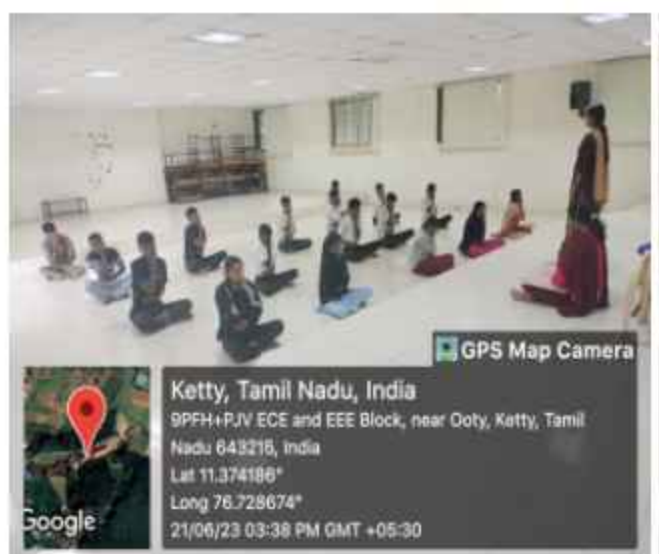 GPS Map Camera
Ketty, Tamil Nadu, India
9PFH+PJV ECE and EEE Block, near Ooty, Ketty, Tamil
Nadu 643215, India
Lat 11.374186°
Long 76.728674°
21/06/23 03:38 PM GMT +05:30
Google